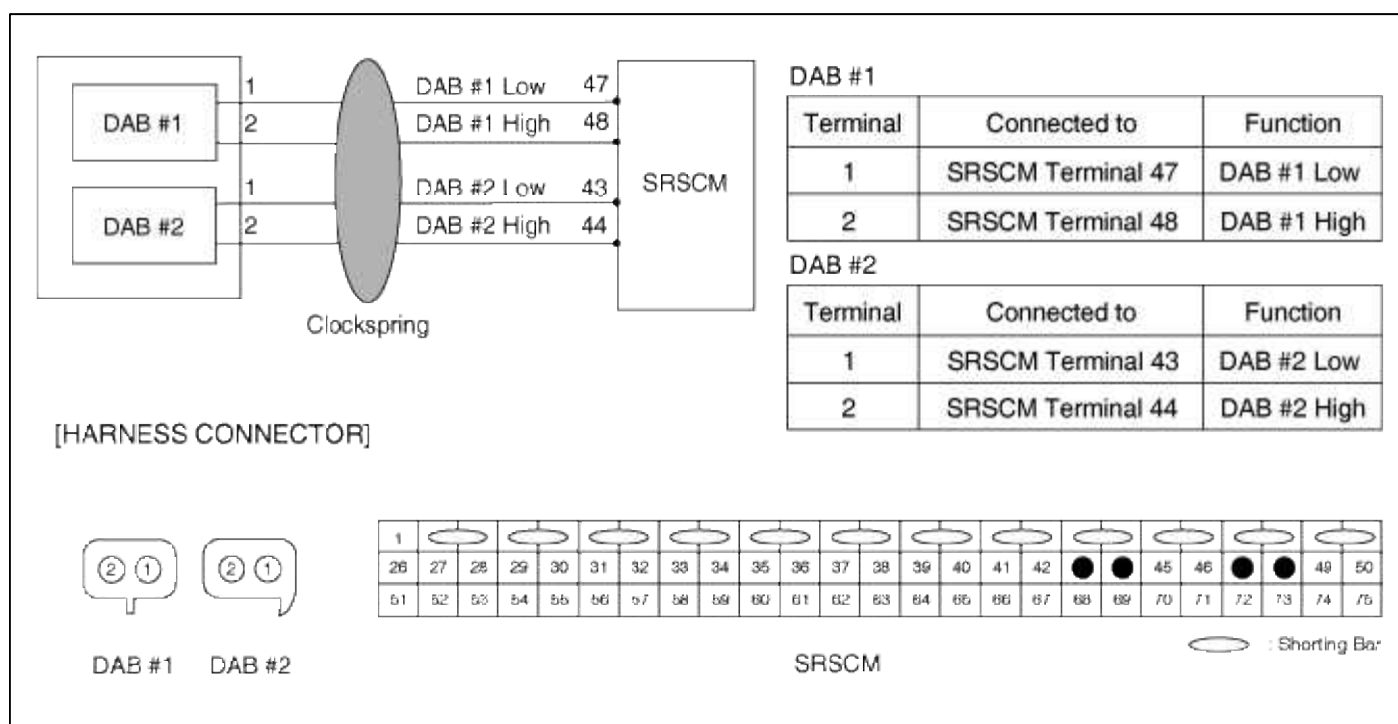 1
DAB #1 Low 47
DAB #1
2
DAB #1 High 48
1
DAB #2 Low 43
SRSCM
DAB #2
2
DAB #2 High 44
Clockspring
DAB #1
Terminal Connected to Function
1 SRSCM Terminal 47 DAB #1 Low
2 SRSCM Terminal 48 DAB #1 High
DAB #2
Terminal Connected to Function
1 SRSCM Terminal 43 DAB #2 Low
2 SRSCM Terminal 44 DAB #2 High
[HARNESS CONNECTOR]
2 1
2 1
DAB #1 DAB #2
1
26 27 28 29 30 31 32 33 34 35 36 37 38 39 40 41 42 45 46 49 50
51 52 53 54 55 56 57 58 59 60 61 62 63 64 65 66 67 68 69 70 71 72 73 74 75
SRSCM
: Shorting Bar